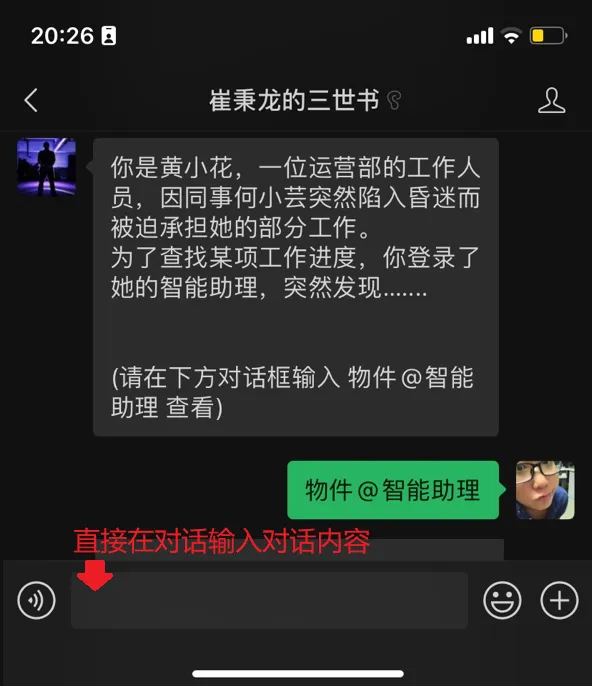 20:26
崔秉龙的三世书
你是黄小花，一位运营部的工作人
员，因同事何小芸突然陷入昏迷而
被迫承担她的部分工作。
为了查找某项工作进度，你登录了
她的智能助理，突然发现.......
(请在下方对话框输入 物件@智能
助理 查看)
物件@智能助理
直接在对话输入对话内容